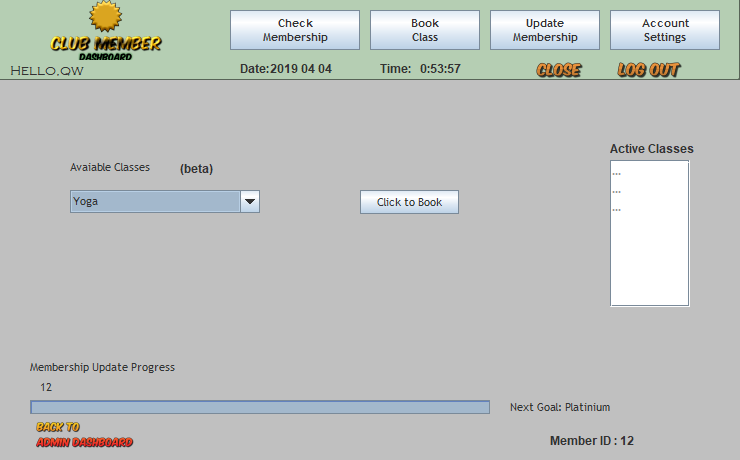 Check
Membership
Book
Class
Update
Membership
Account
Settings
CLUB MEMBER
DASHBOARD
HELLO,QW
Date:2019 04 04
Time: 0:53:57
CLOSE
LOG OUT
Avaiable Classes
(beta)
Active Classes
Yoga
Click to Book
...
...
...
Membership Update Progress
12
Next Goal: Platinium
BACK TO
ADMIN DASHBOARD
Member ID : 12